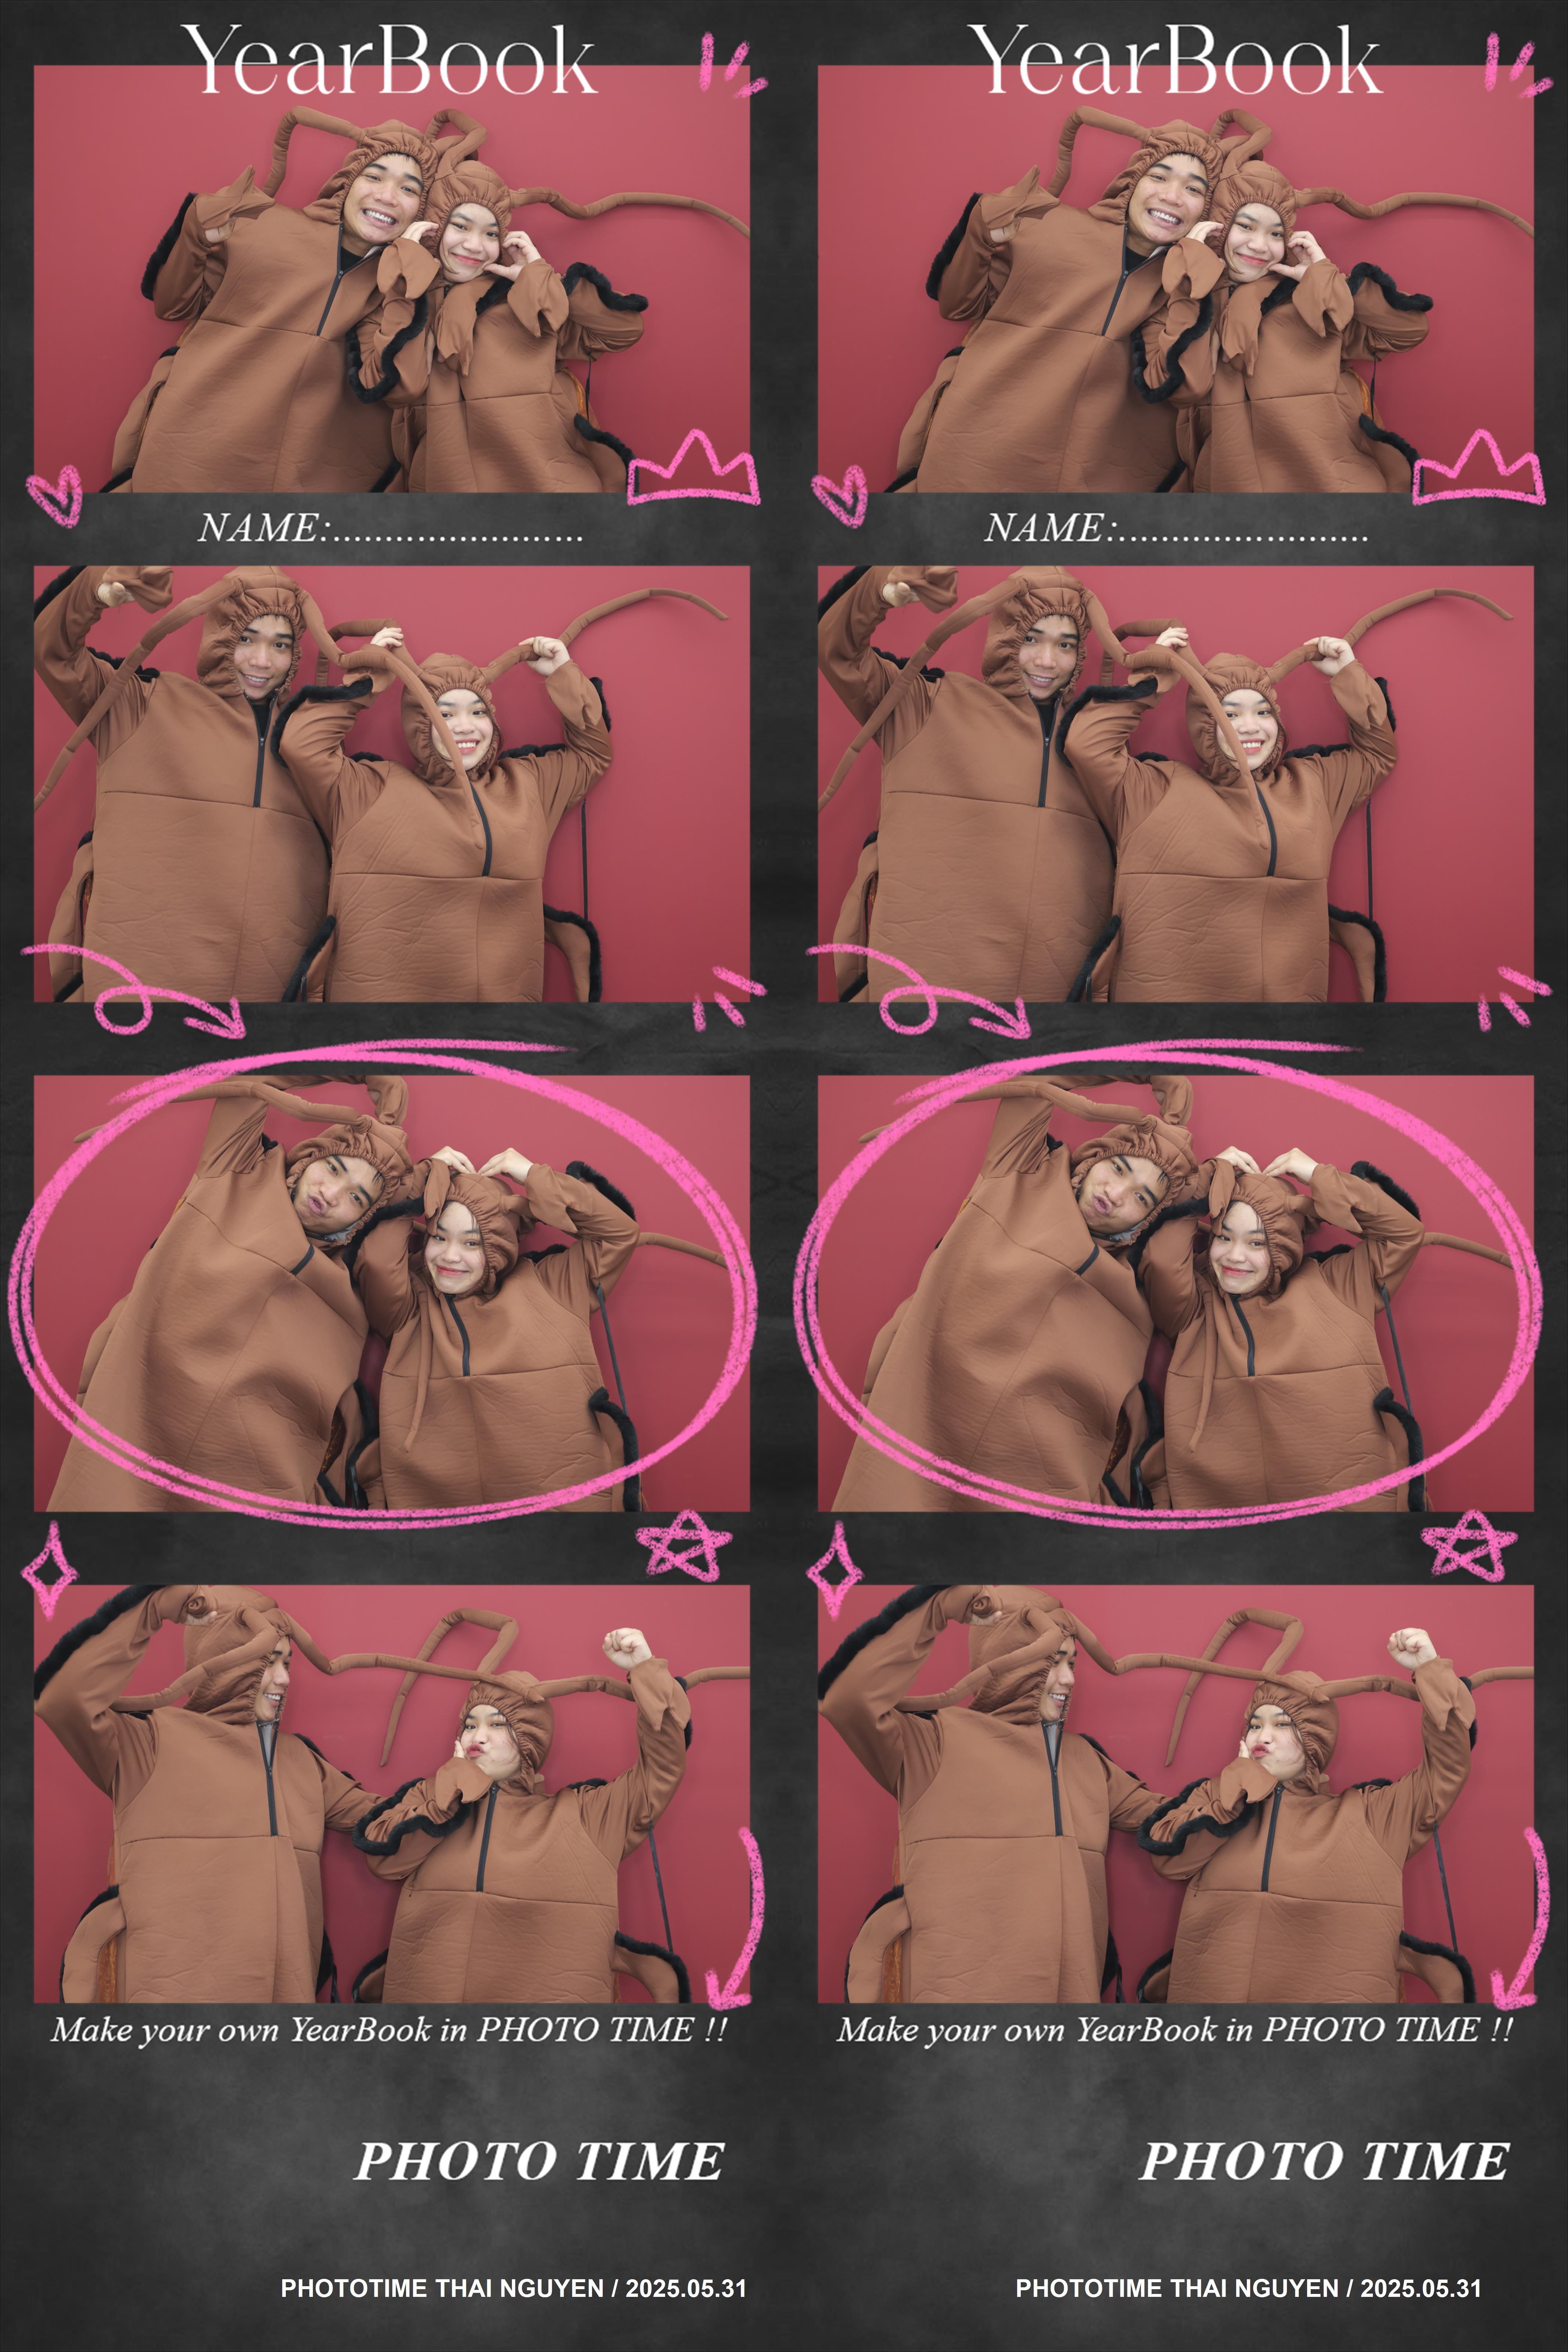 YearBook
YearBook
NAME:........................
NAME:........................
Make your own YearBook in PHOTO TIME !!
Make your own YearBook in PHOTO TIME !!
PHOTO TIME
PHOTO TIME
PHOTOTIME THAI NGUYEN / 2025.05.31
PHOTOTIME THAI NGUYEN / 2025.05.31